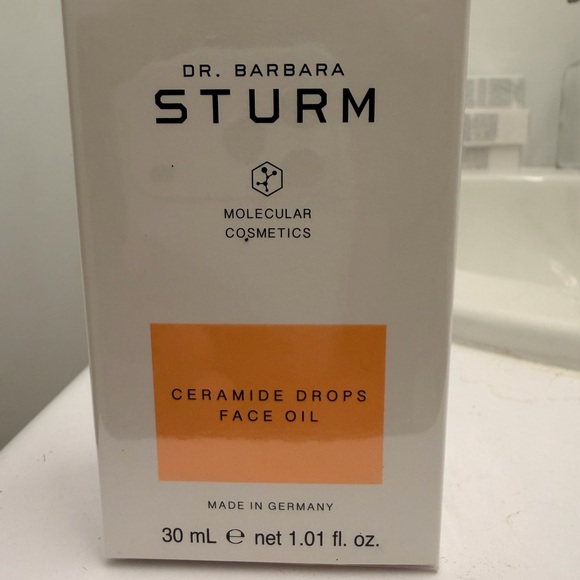 DR. BARBARA
STURM
MOLECULAR
COSMETICS
CERAMIDE DROPS
FACE OIL
MADE IN GERMANY
30 mL ℮ net 1.01 fl. oz.